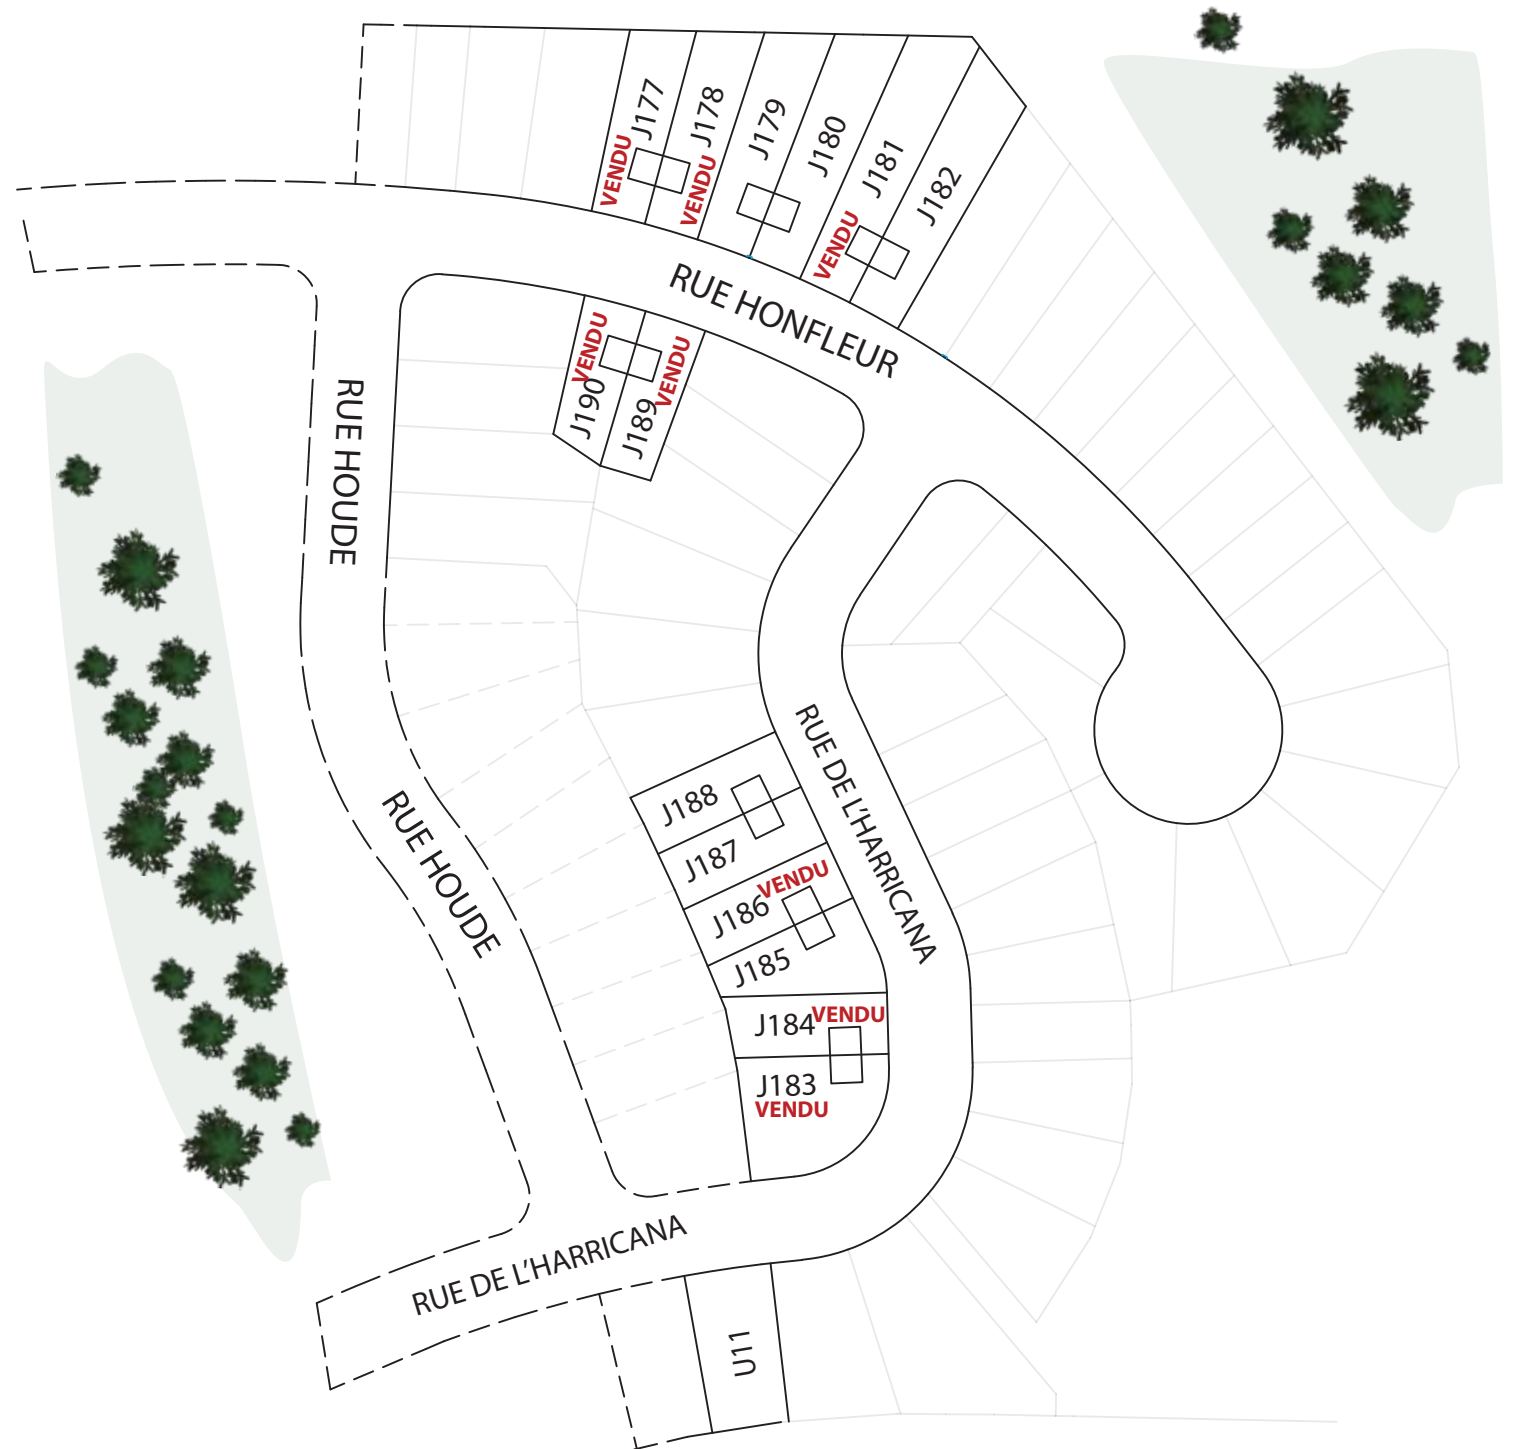 J177
J178
J179
J180
J181
J182
VENDU
VENDU
VENDU
RUE HONFLEUR
VENDU
VENDU
J190
J189
RUE HOUDE
RUE DE L’HARRICANA
RUE HOUDE
J188
J187
VENDU
J186
J185
J184
VENDU
J183
VENDU
RUE DE L’HARRICANA
U11